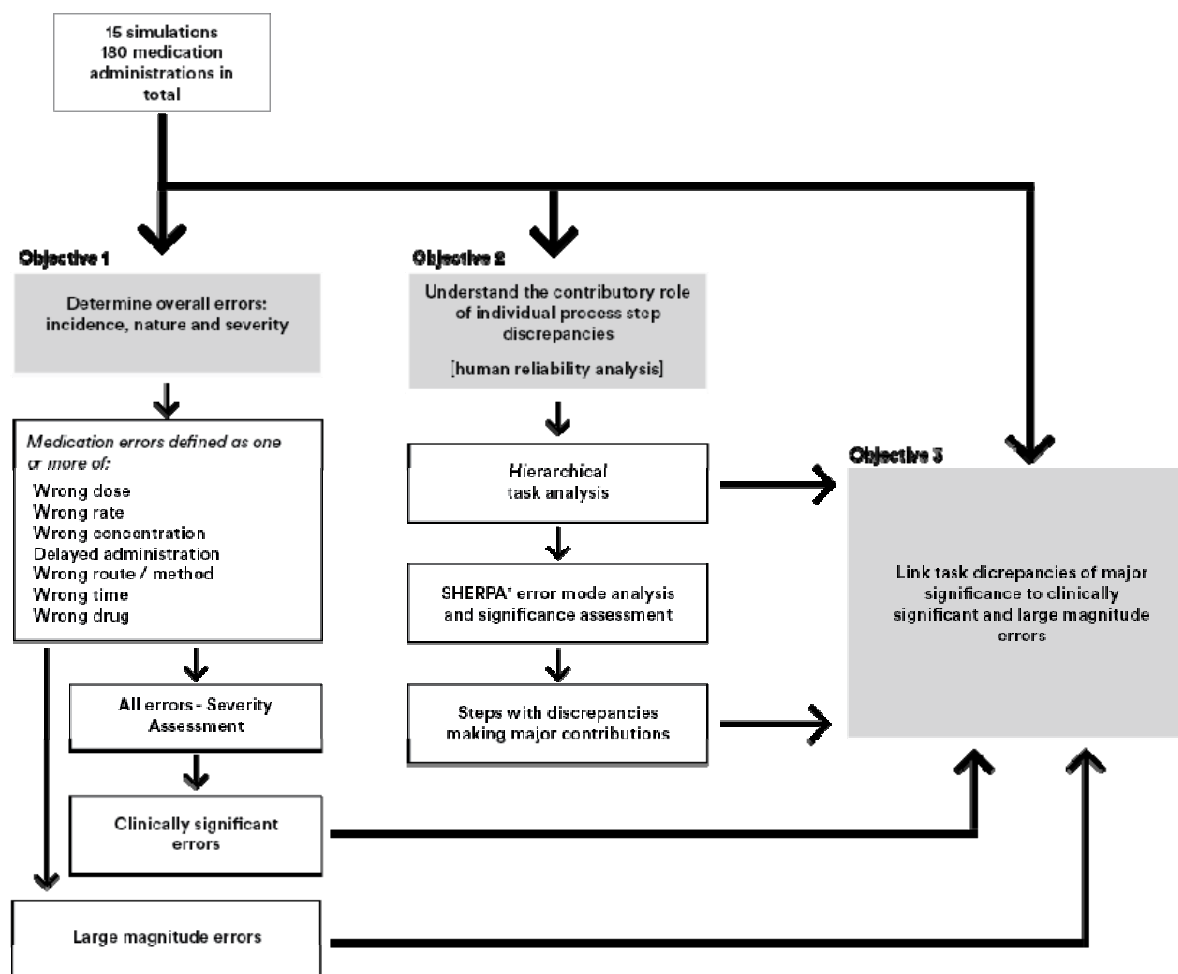 15 simulations
180 medication
administrations in
total
Objective 1
Determine overall errors:
incidence, nature and severity
Medication errors defined as one
or more of:
Wrong dose
Wrong rate
Wrong concentration
Delayed administration
Wrong route / method
Wrong time
Wrong drug
All errors - Severity
Assessment
Clinically significant
errors
Large magnitude errors
Objective 2
Understand the contributory role
of individual process step
discrepancies
[human reliability analysis]
Hierarchical
task analysis
SHERPA* error mode analysis
and significance assessment
Steps with discrepancies
making major contributions
Objective 3
Link task dicrepancies of major
significance to clinically
significant and large magnitude
errors